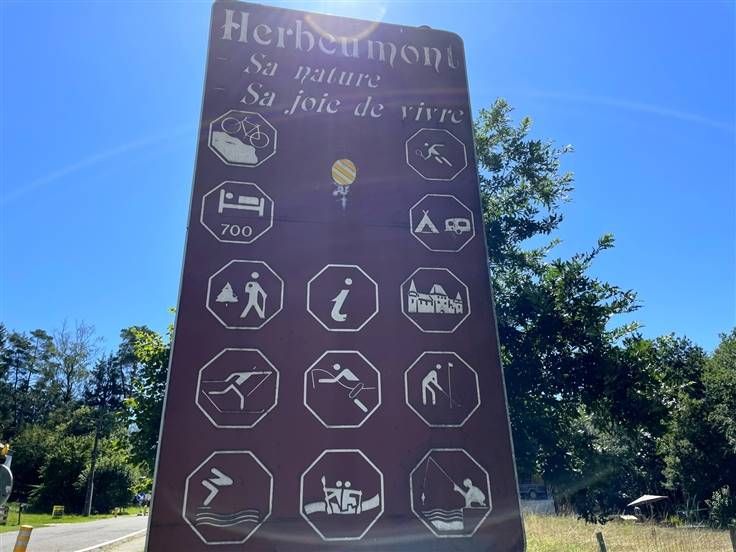 Herbeumont
- Sa nature
- Sa joie de vivre
700
i